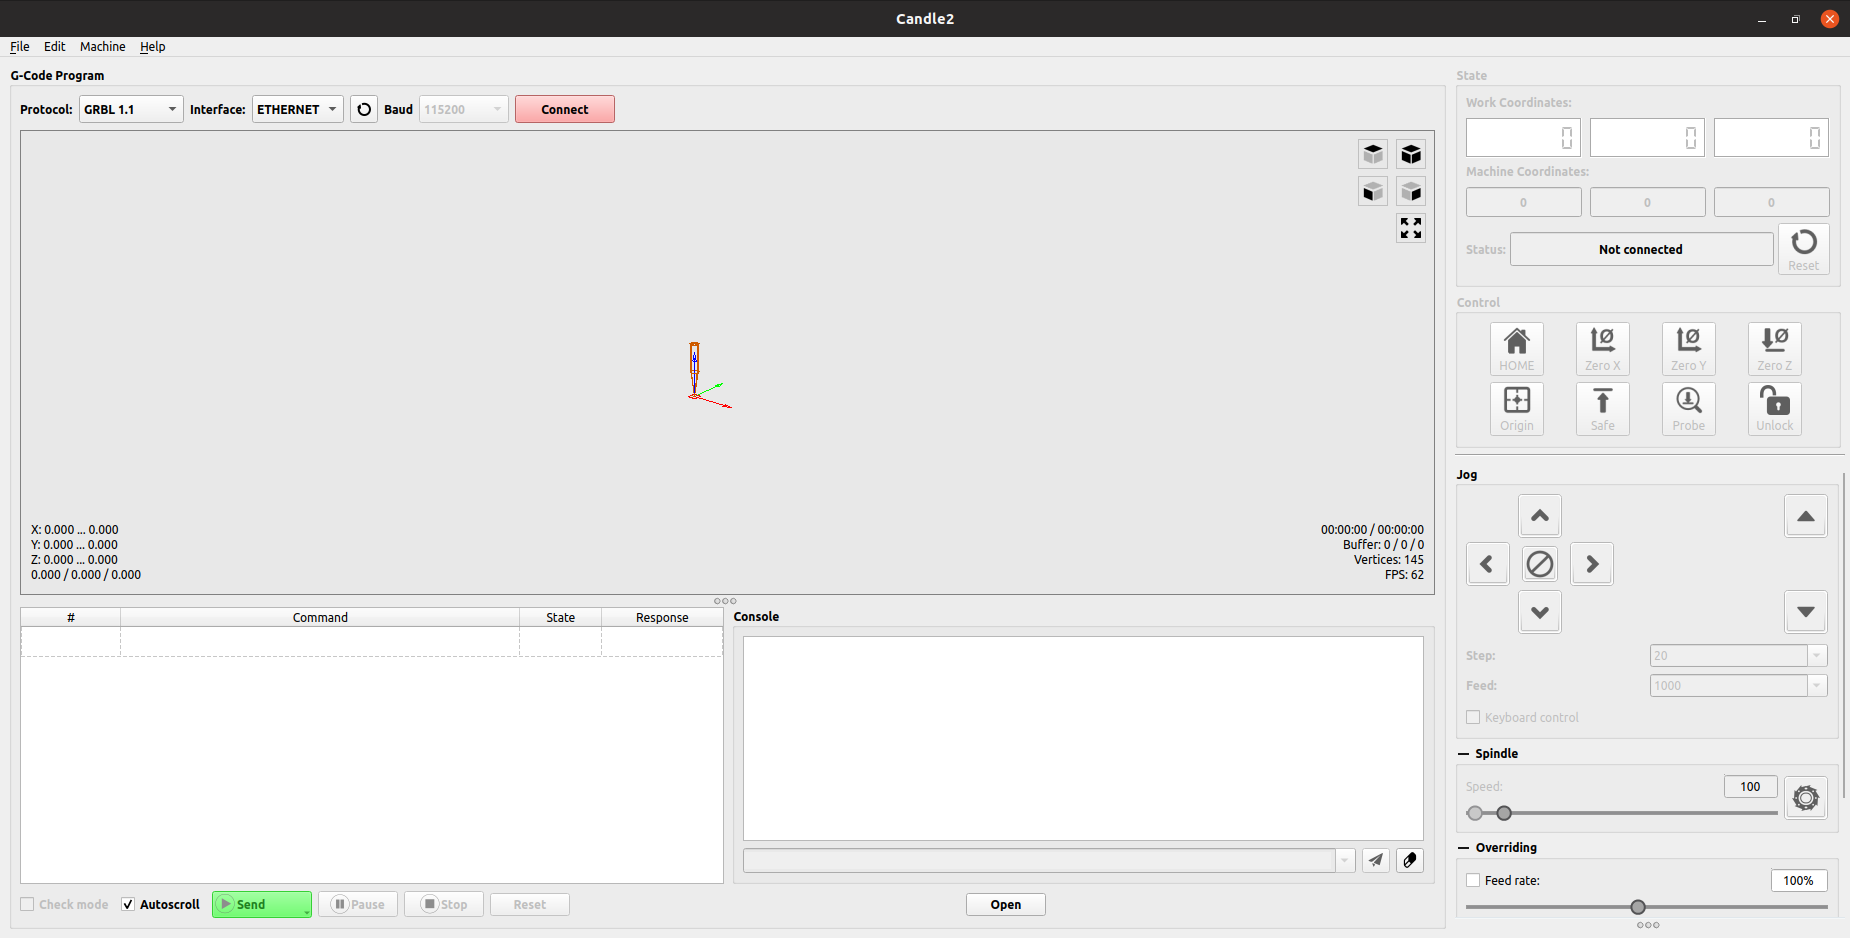 Candle2
File Edit Machine Help
G-Code Program
Protocol: GRBL 1.1 Interface: ETHERNET Baud 115200 Connect
X: 0.000 ... 0.000
Y: 0.000 ... 0.000
Z: 0.000 ... 0.000
0.000 / 0.000 / 0.000
00:00:00 / 00:00:00
Buffer: 0 / 0 / 0
Vertices: 145
FPS: 62
# Command State Response
Console
Check mode Autoscroll Send Pause Stop Reset Open
State
Work Coordinates:
0 0 0
Machine Coordinates:
0 0 0
Status: Not connected Reset
Control
HOME Zero X Zero Y Zero Z
Origin Safe Probe Unlock
Jog
Step: 20
Feed: 1000
Keyboard control
Spindle
Speed: 100
Overriding
Feed rate: 100%